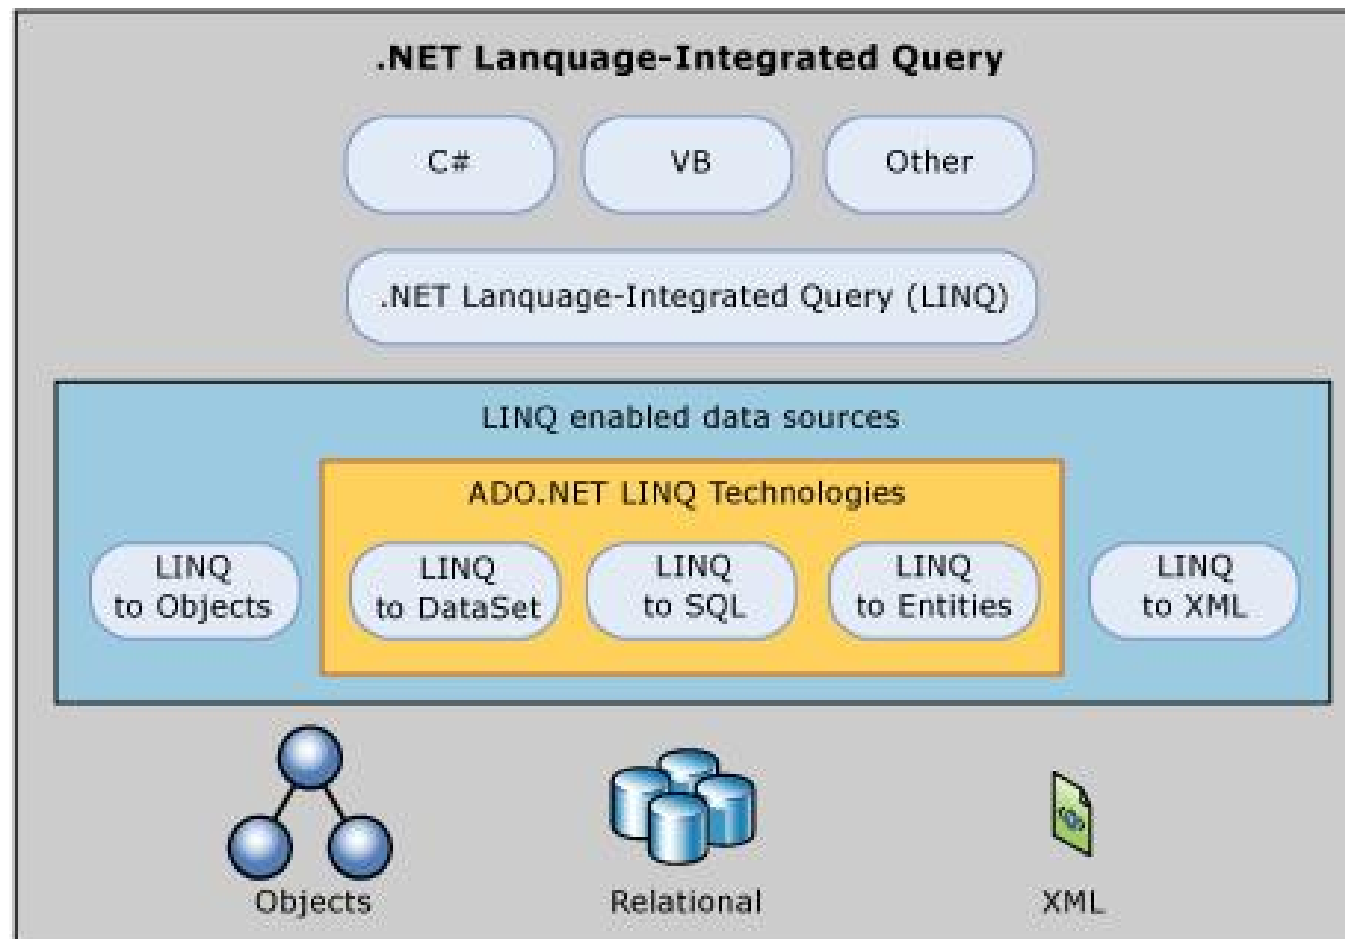 .NET Lanquage-Integrated Query
C#
VB
Other
.NET Lanquage-Integrated Query (LINQ)
LINQ enabled data sources
ADO.NET LINQ Technologies
LINQ
to Objects
LINQ
to DataSet
LINQ
to SQL
LINQ
to Entities
LINQ
to XML
Objects
Relational
XML